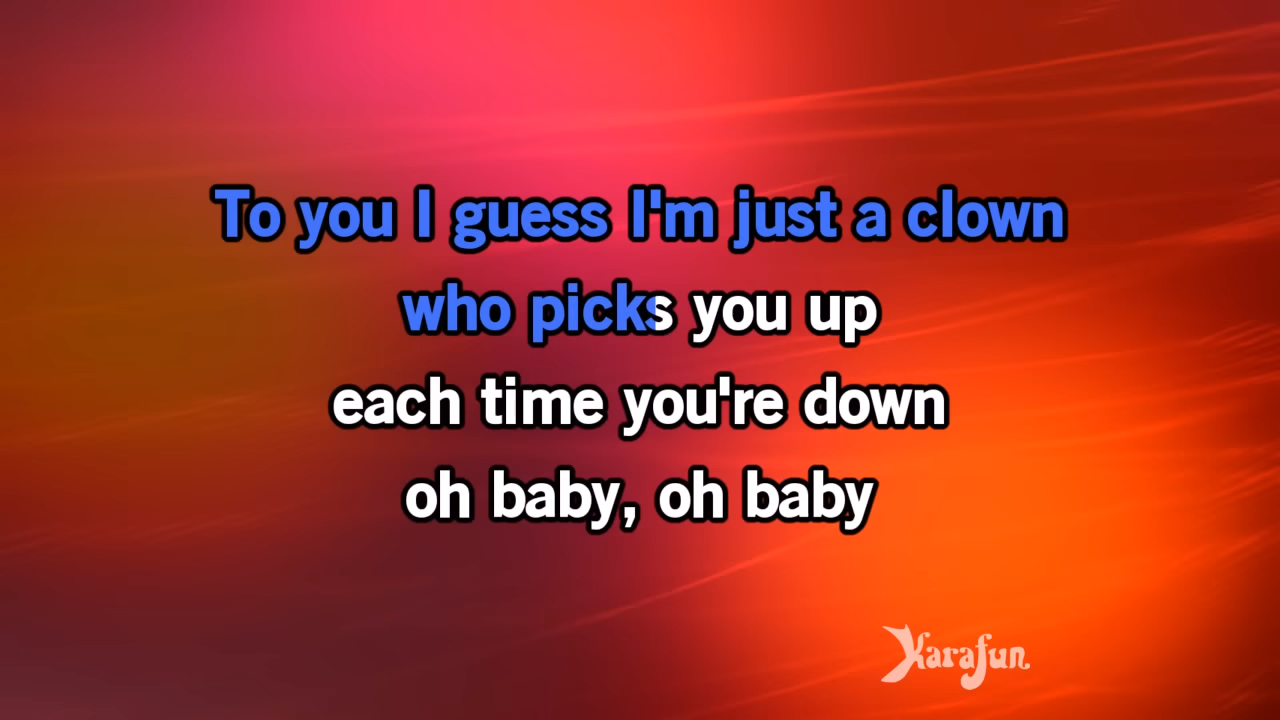 To you I guess I'm just a clown
who picks you up
each time you're down
oh baby, oh baby
Karafun